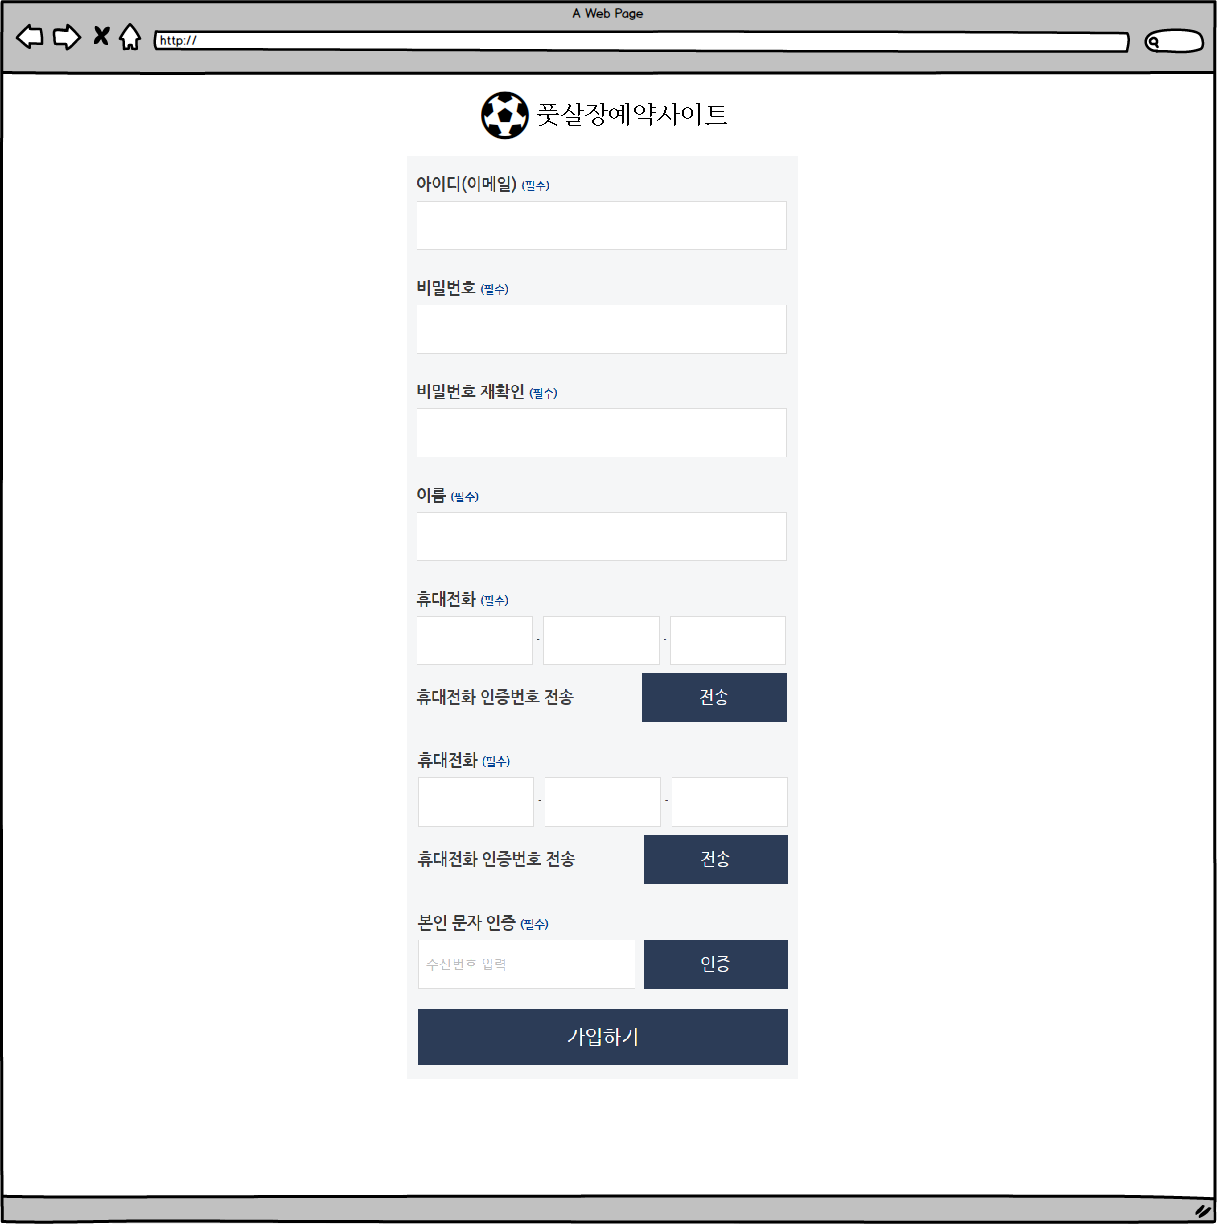 A Web Page
http://
풋살장예약사이트
아이디(이메일) (필수)
비밀번호 (필수)
비밀번호 재확인 (필수)
이름 (필수)
휴대전화 (필수)
- -
휴대전화 인증번호 전송 전송
휴대전화 (필수)
- -
휴대전화 인증번호 전송 전송
본인 문자 인증 (필수)
수신번호 입력 인증
가입하기